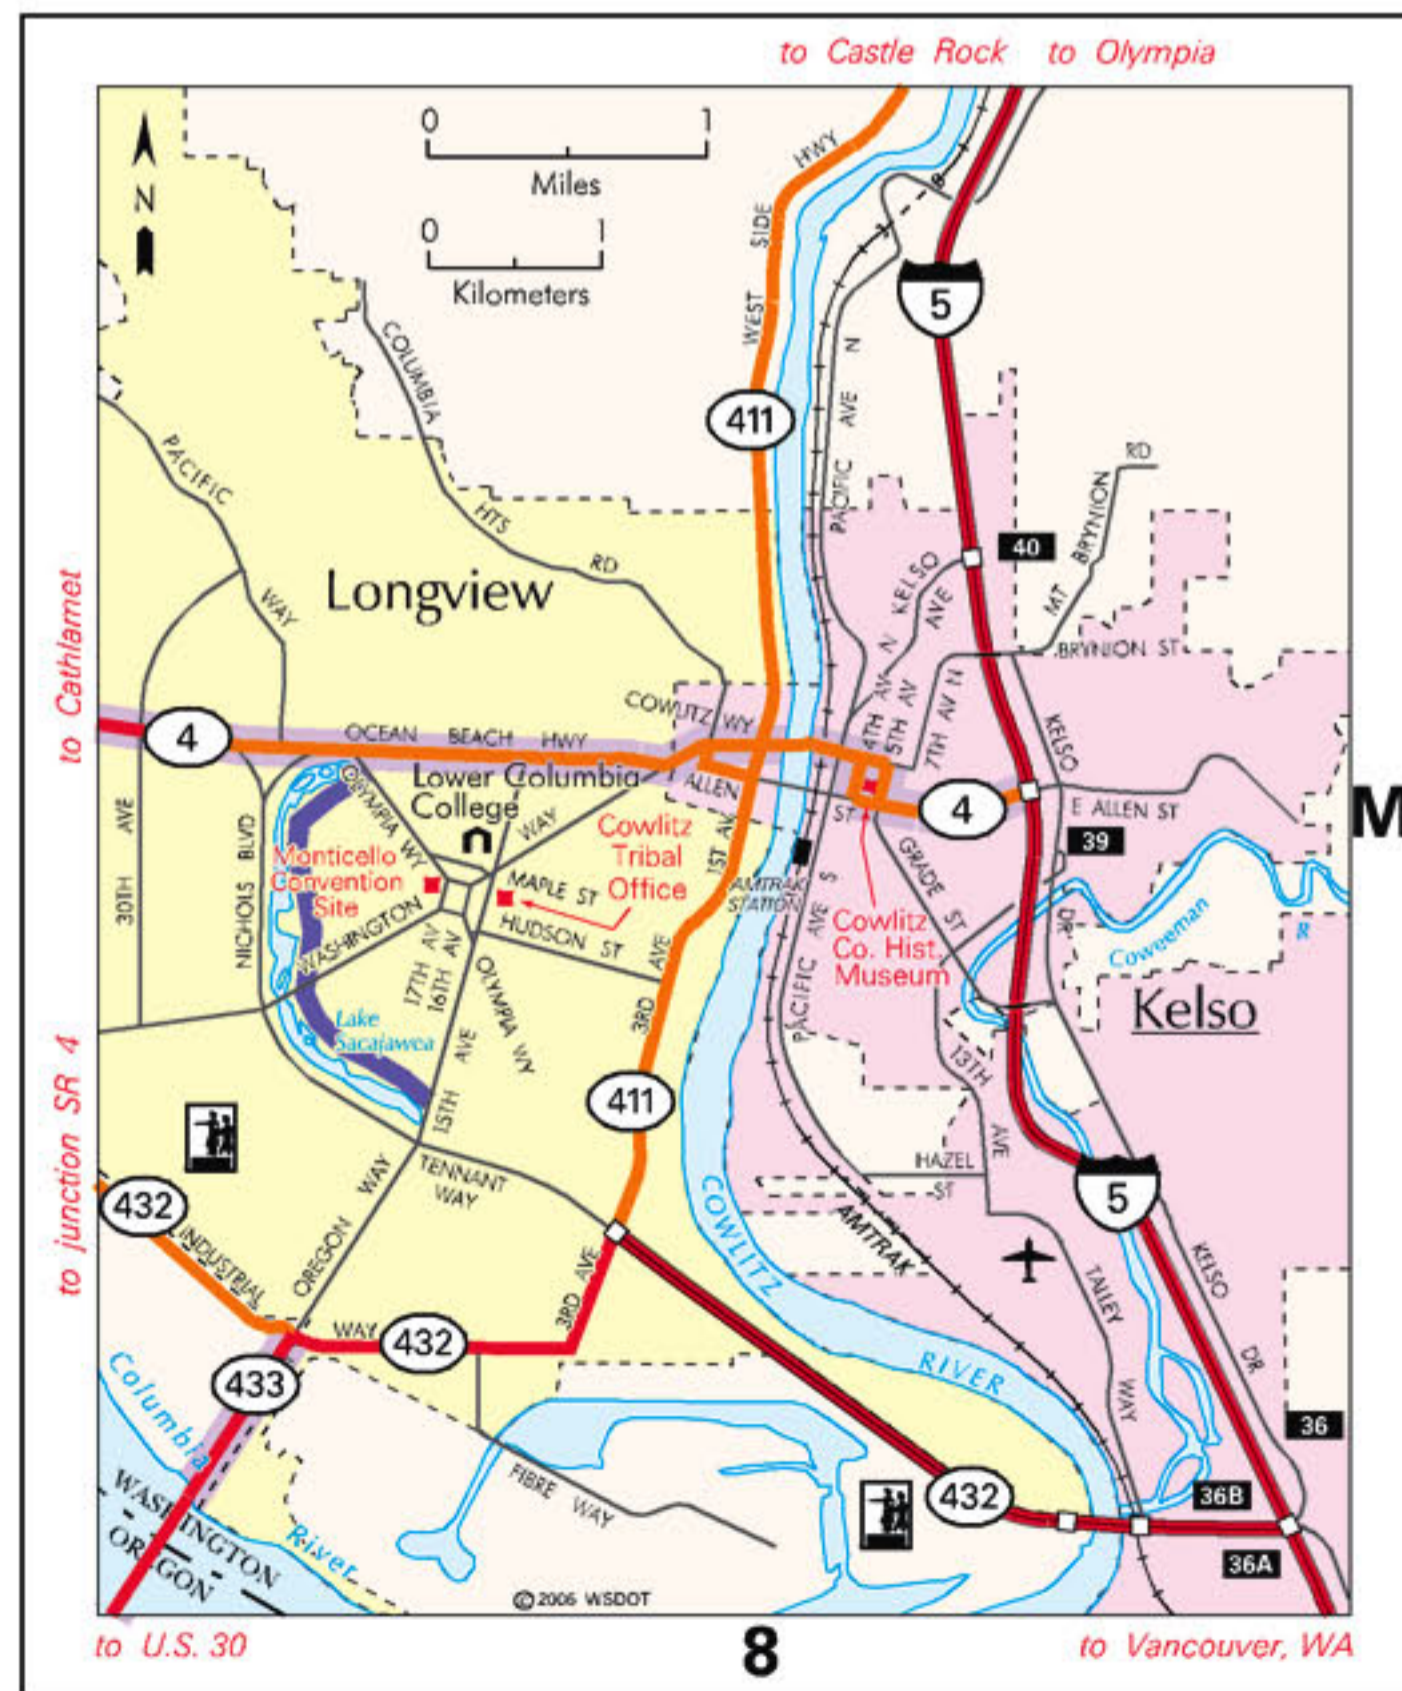 to Castle Rock to Olympia
0 1
Miles
0 1
Kilometers
N
WEST SIDE HWY
5
411
COLUMBIA HTS RD
PACIFIC AVE N
PACIFIC WAY
40
MT BRYNION RD
N KELSO AVE
BRYNION ST
Longview
to Cathlamet
4TH AV
5TH AV
7TH AV N
COWLITZ WY
4
OCEAN BEACH HWY
KELSO DR
ALLEN ST
4
E ALLEN ST
Lower Columbia
College
OLYMPIA WY
WAY
1ST AV
39
M
Monticello
Convention
Site
Cowlitz
Tribal
Office
MAPLE ST
HUDSON ST
WASHINGTON
AMTRAK
STATION
GRADE ST
30TH AVE
NICHOLS BLVD
17TH AV
16TH AV
OLYMPIA WY
3RD AVE
PACIFIC AVE S
Cowlitz
Co. Hist.
Museum
Coweeman
R
Kelso
Lake
Sacajawea
15TH AVE
411
13TH AVE
to junction SR 4
TENNANT
WAY
HAZEL
ST
5
432
INDUSTRIAL
OREGON WAY
COWLITZ
AMTRAK
3RD AVE
TALLEY WAY
KELSO DR
WAY
432
433
RIVER
36
Columbia
River
WASHINGTON
OREGON
FIBRE WAY
432
36B
36A
©2006 WSDOT
to U.S. 30
8
to Vancouver, WA